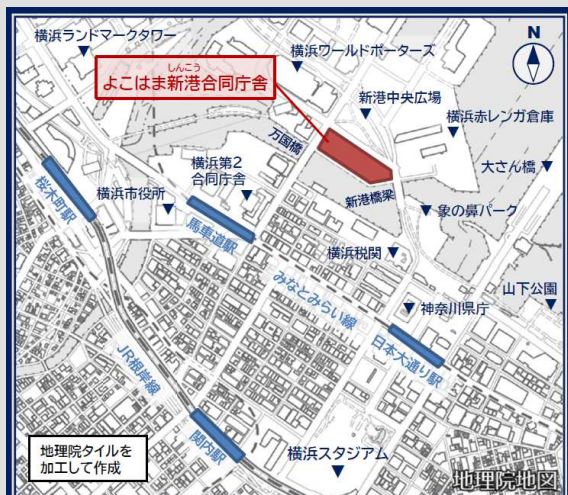 横浜ランドマークタワー
横浜ワールドポーターズ
N
しんこう
よこはま新港合同庁舎
新港中央広場
横浜赤レンガ倉庫
万国橋
大さん橋
横浜第2
合同庁舎
桜木町駅
横浜市役所
新港橋梁
象の鼻パーク
馬車道駅
横浜税関
みなとみらい線
山下公園
神奈川県庁
日本大通り駅
JR根岸線
関内駅
地理院タイルを
加工して作成
横浜スタジアム
地理院地図